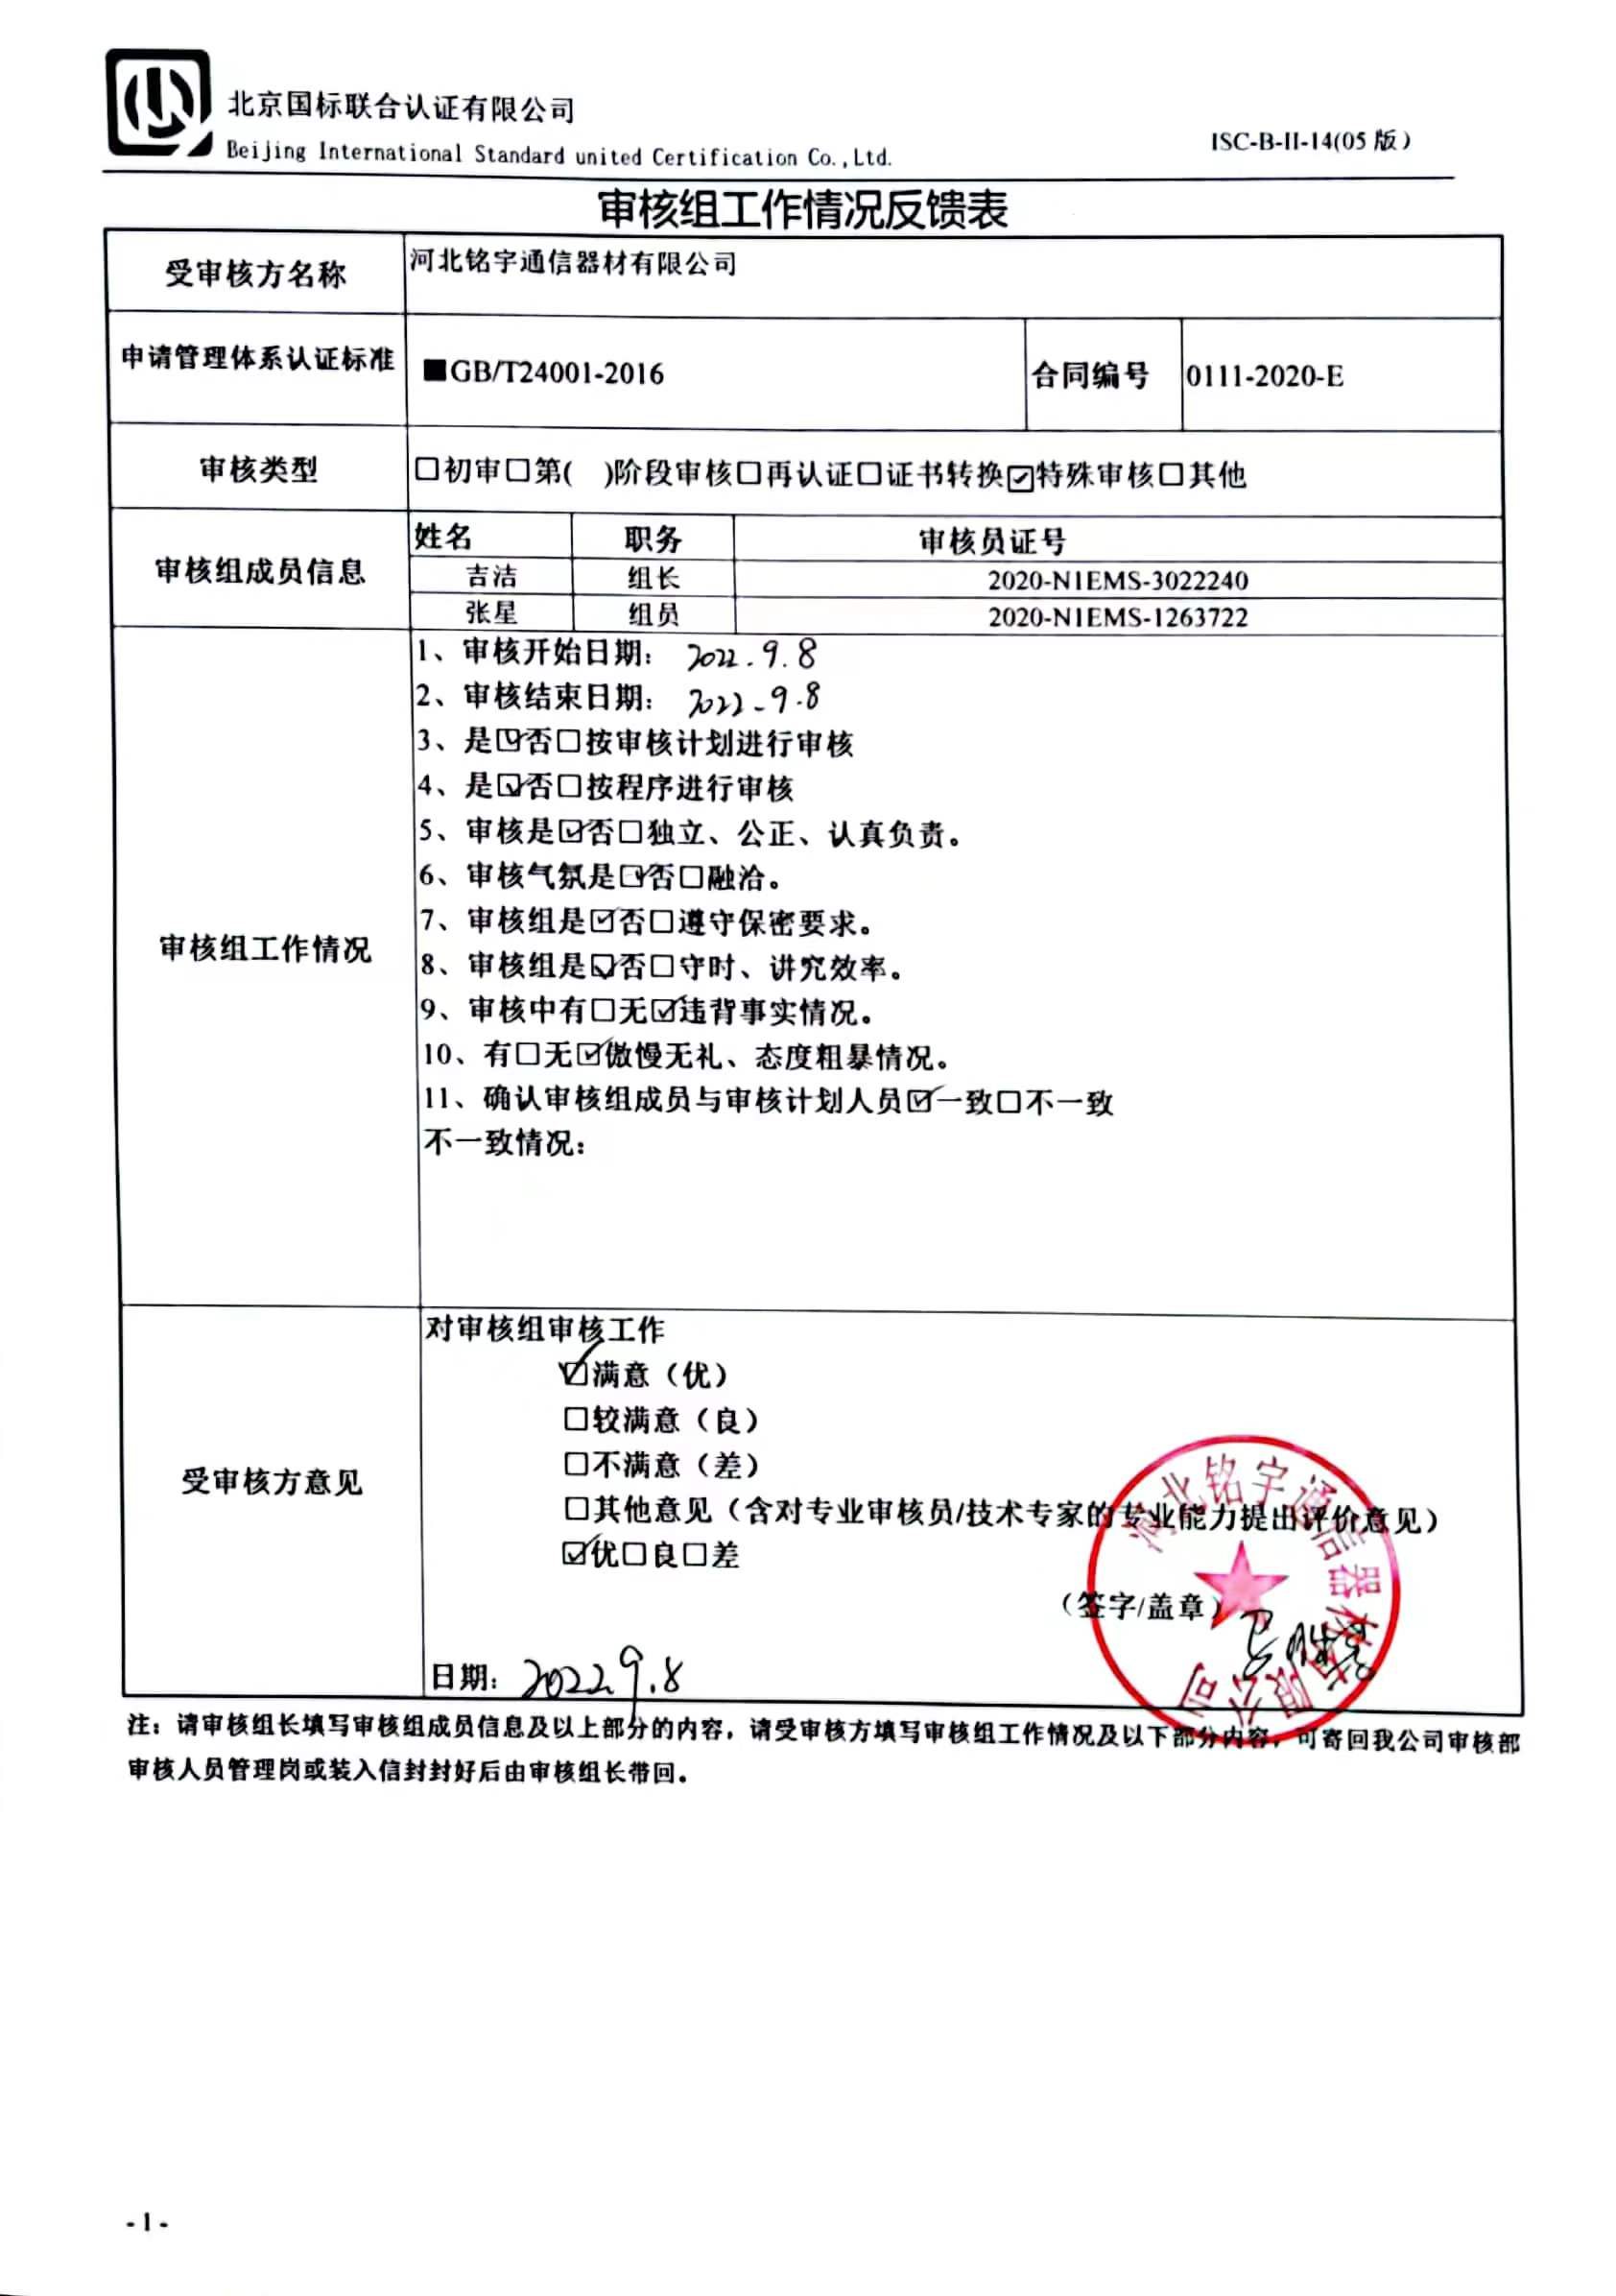 北京国标联合认证有限公司
Beijing International Standard united Certification Co.,Ltd.
ISC-B-II-14(05 版)
审核组工作情况反馈表
受审核方名称 河北铭宇通信器材有限公司
申请管理体系认证标准 ■GB/T24001-2016 合同编号 0111-2020-E
审核类型 □初审□第( )阶段审核□再认证□证书转换☑特殊审核□其他
审核组成员信息
姓名 职务 审核员证号
吉洁 组长 2020-N1EMS-3022240
张星 组员 2020-N1EMS-1263722
审核组工作情况
1、审核开始日期: 2022.9.8
2、审核结束日期: 2022.9.8
3、是☑否□按审核计划进行审核
4、是☑否□按程序进行审核
5、审核是☑否□独立、公正、认真负责。
6、审核气氛是☑否□融洽。
7、审核组是☑否□遵守保密要求。
8、审核组是☑否□守时、讲究效率。
9、审核中有□无☑违背事实情况。
10、有□无☑傲慢无礼、态度粗暴情况。
11、确认审核组成员与审核计划人员☑一致□不一致
不一致情况:
受审核方意见
对审核组审核工作
☑满意（优）
□较满意（良）
□不满意（差）
□其他意见（含对专业审核员/技术专家的专业能力提出评价意见）
☑优□良□差
（签字/盖章）
河北铭宇通信器材有限公司
日期: 2022.9.8
注: 请审核组长填写审核组成员信息及以上部分的内容, 请受审核方填写审核组工作情况及以下部分内容, 可寄回我公司审核部
审核人员管理岗或装入信封封好后由审核组长带回。
- 1 -